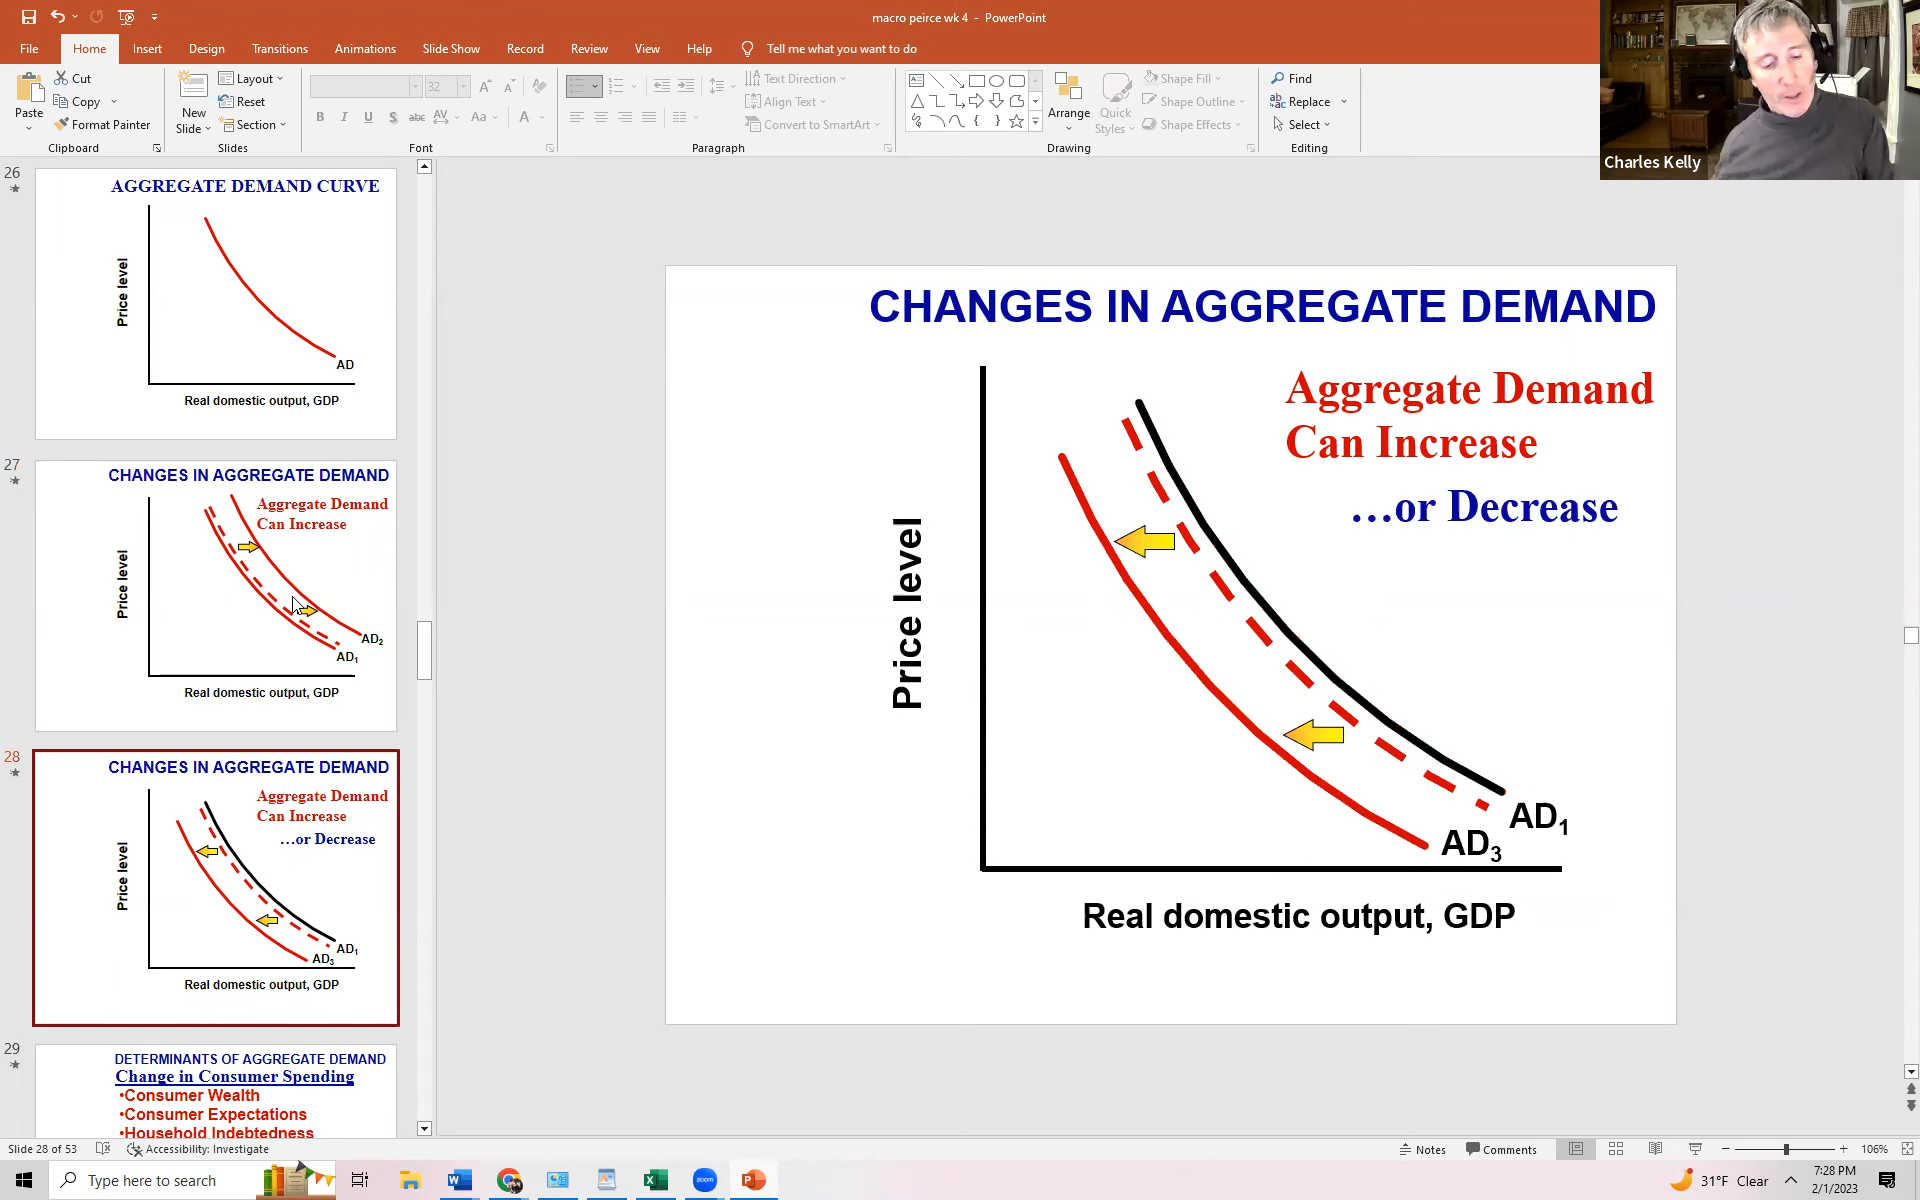 macro peirce wk 4 - PowerPoint
File Home Insert Design Transitions Animations Slide Show Record Review View Help Tell me what you want to do
Cut
Copy
Format Painter
Paste
Clipboard
New
Slide
Layout
Reset
Section
Slides
32
B I U S abc AV Aa A
Font
Text Direction
Align Text
Convert to SmartArt
Paragraph
Arrange
Quick
Styles
Shape Fill
Shape Outline
Shape Effects
Drawing
Find
Replace
Select
Editing
Charles Kelly
26
AGGREGATE DEMAND CURVE
Price level
AD
Real domestic output, GDP
27
CHANGES IN AGGREGATE DEMAND
Aggregate Demand
Can Increase
Price level
AD2
AD1
Real domestic output, GDP
28
CHANGES IN AGGREGATE DEMAND
Aggregate Demand
Can Increase
...or Decrease
Price level
AD1
AD3
Real domestic output, GDP
29
DETERMINANTS OF AGGREGATE DEMAND
Change in Consumer Spending
•Consumer Wealth
•Consumer Expectations
•Household Indebtedness
CHANGES IN AGGREGATE DEMAND
Aggregate Demand
Can Increase
...or Decrease
Price level
AD1
AD3
Real domestic output, GDP
Slide 28 of 53 Accessibility: Investigate
Notes Comments 106%
Type here to search
zoom
31°F Clear
7:28 PM
2/1/2023